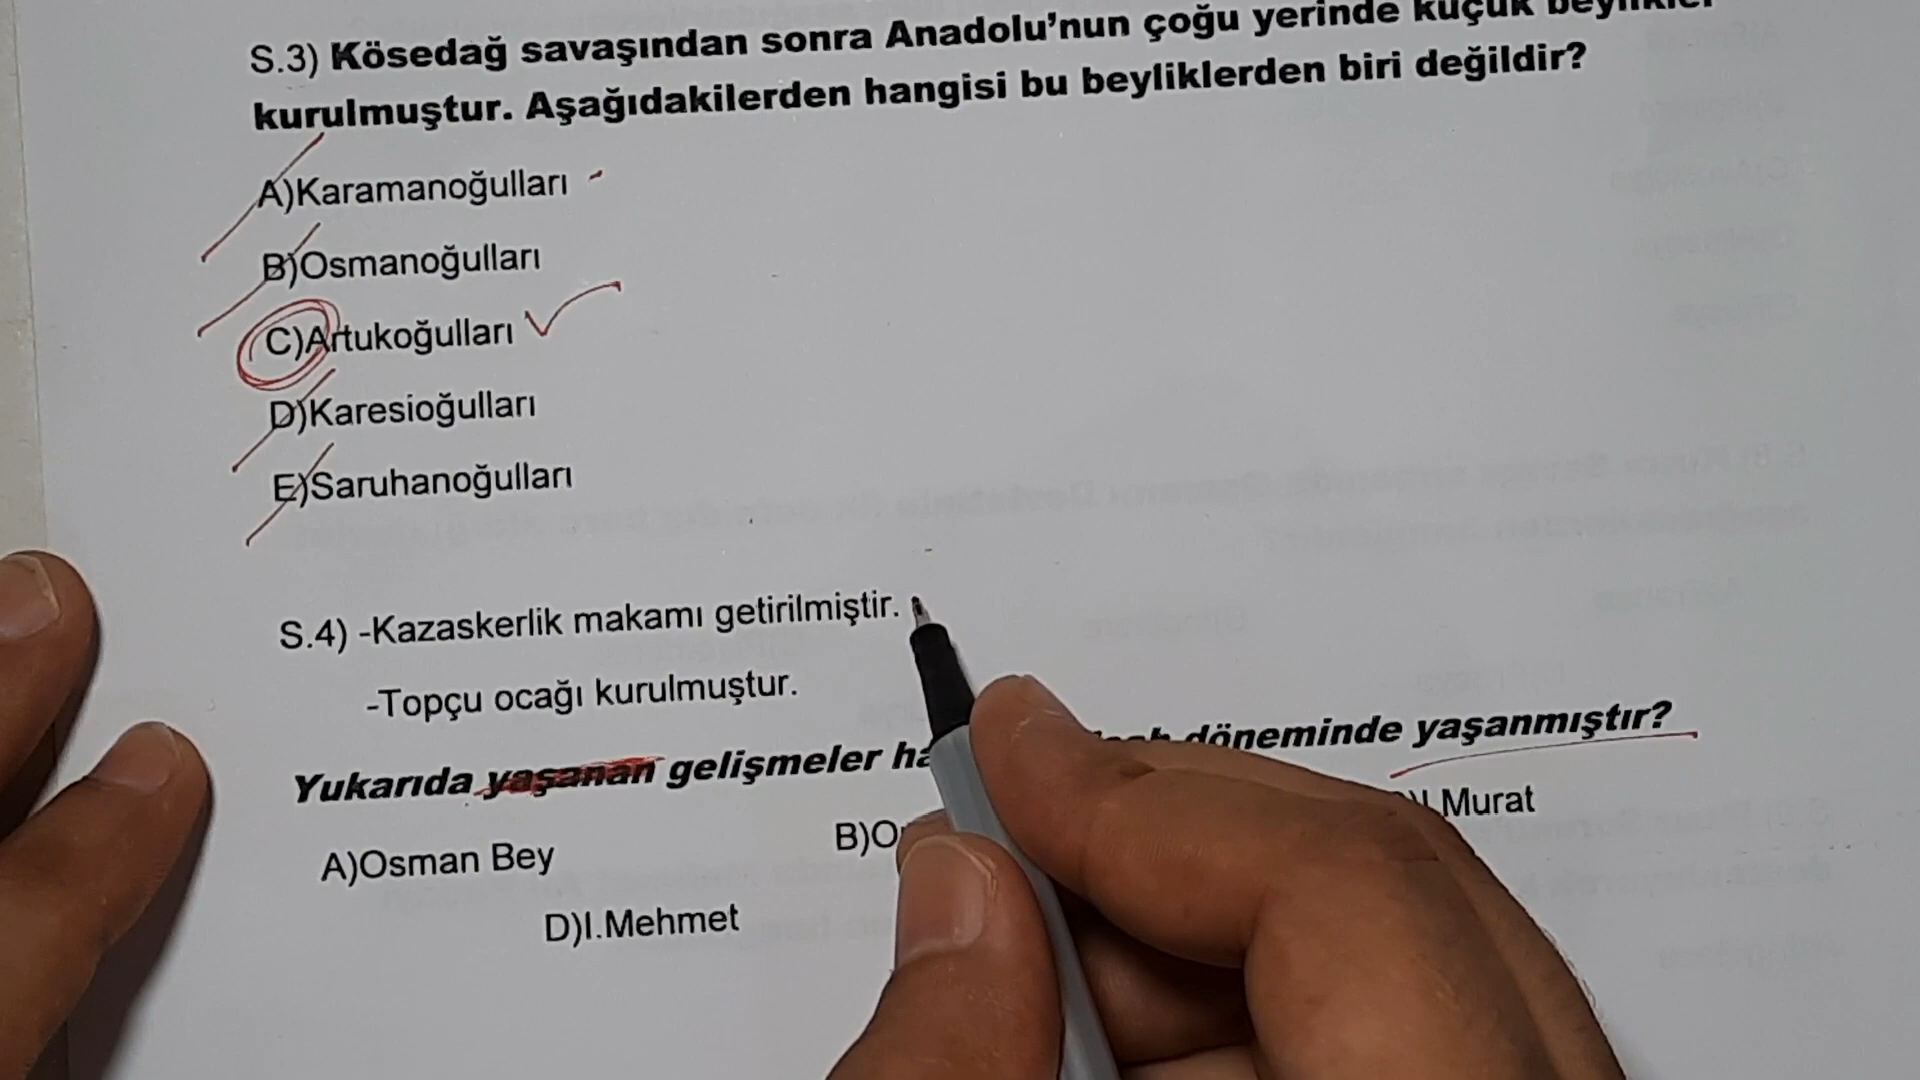 S.3) Kösedağ savaşından sonra Anadolu'nun çoğu yerinde küçük
kurulmuştur. Aşağıdakilerden hangisi bu beyliklerden biri değildir?
A)Karamanoğulları
B)Osmanoğulları
C)Artukoğulları
D)Karesioğulları
E)Saruhanoğulları
S.4) -Kazaskerlik makamı getirilmiştir.
-Topçu ocağı kurulmuştur.
Yukarıda yaşanan gelişmeler döneminde yaşanmıştır?
A)Osman Bey
Murat
D)I.Mehmet